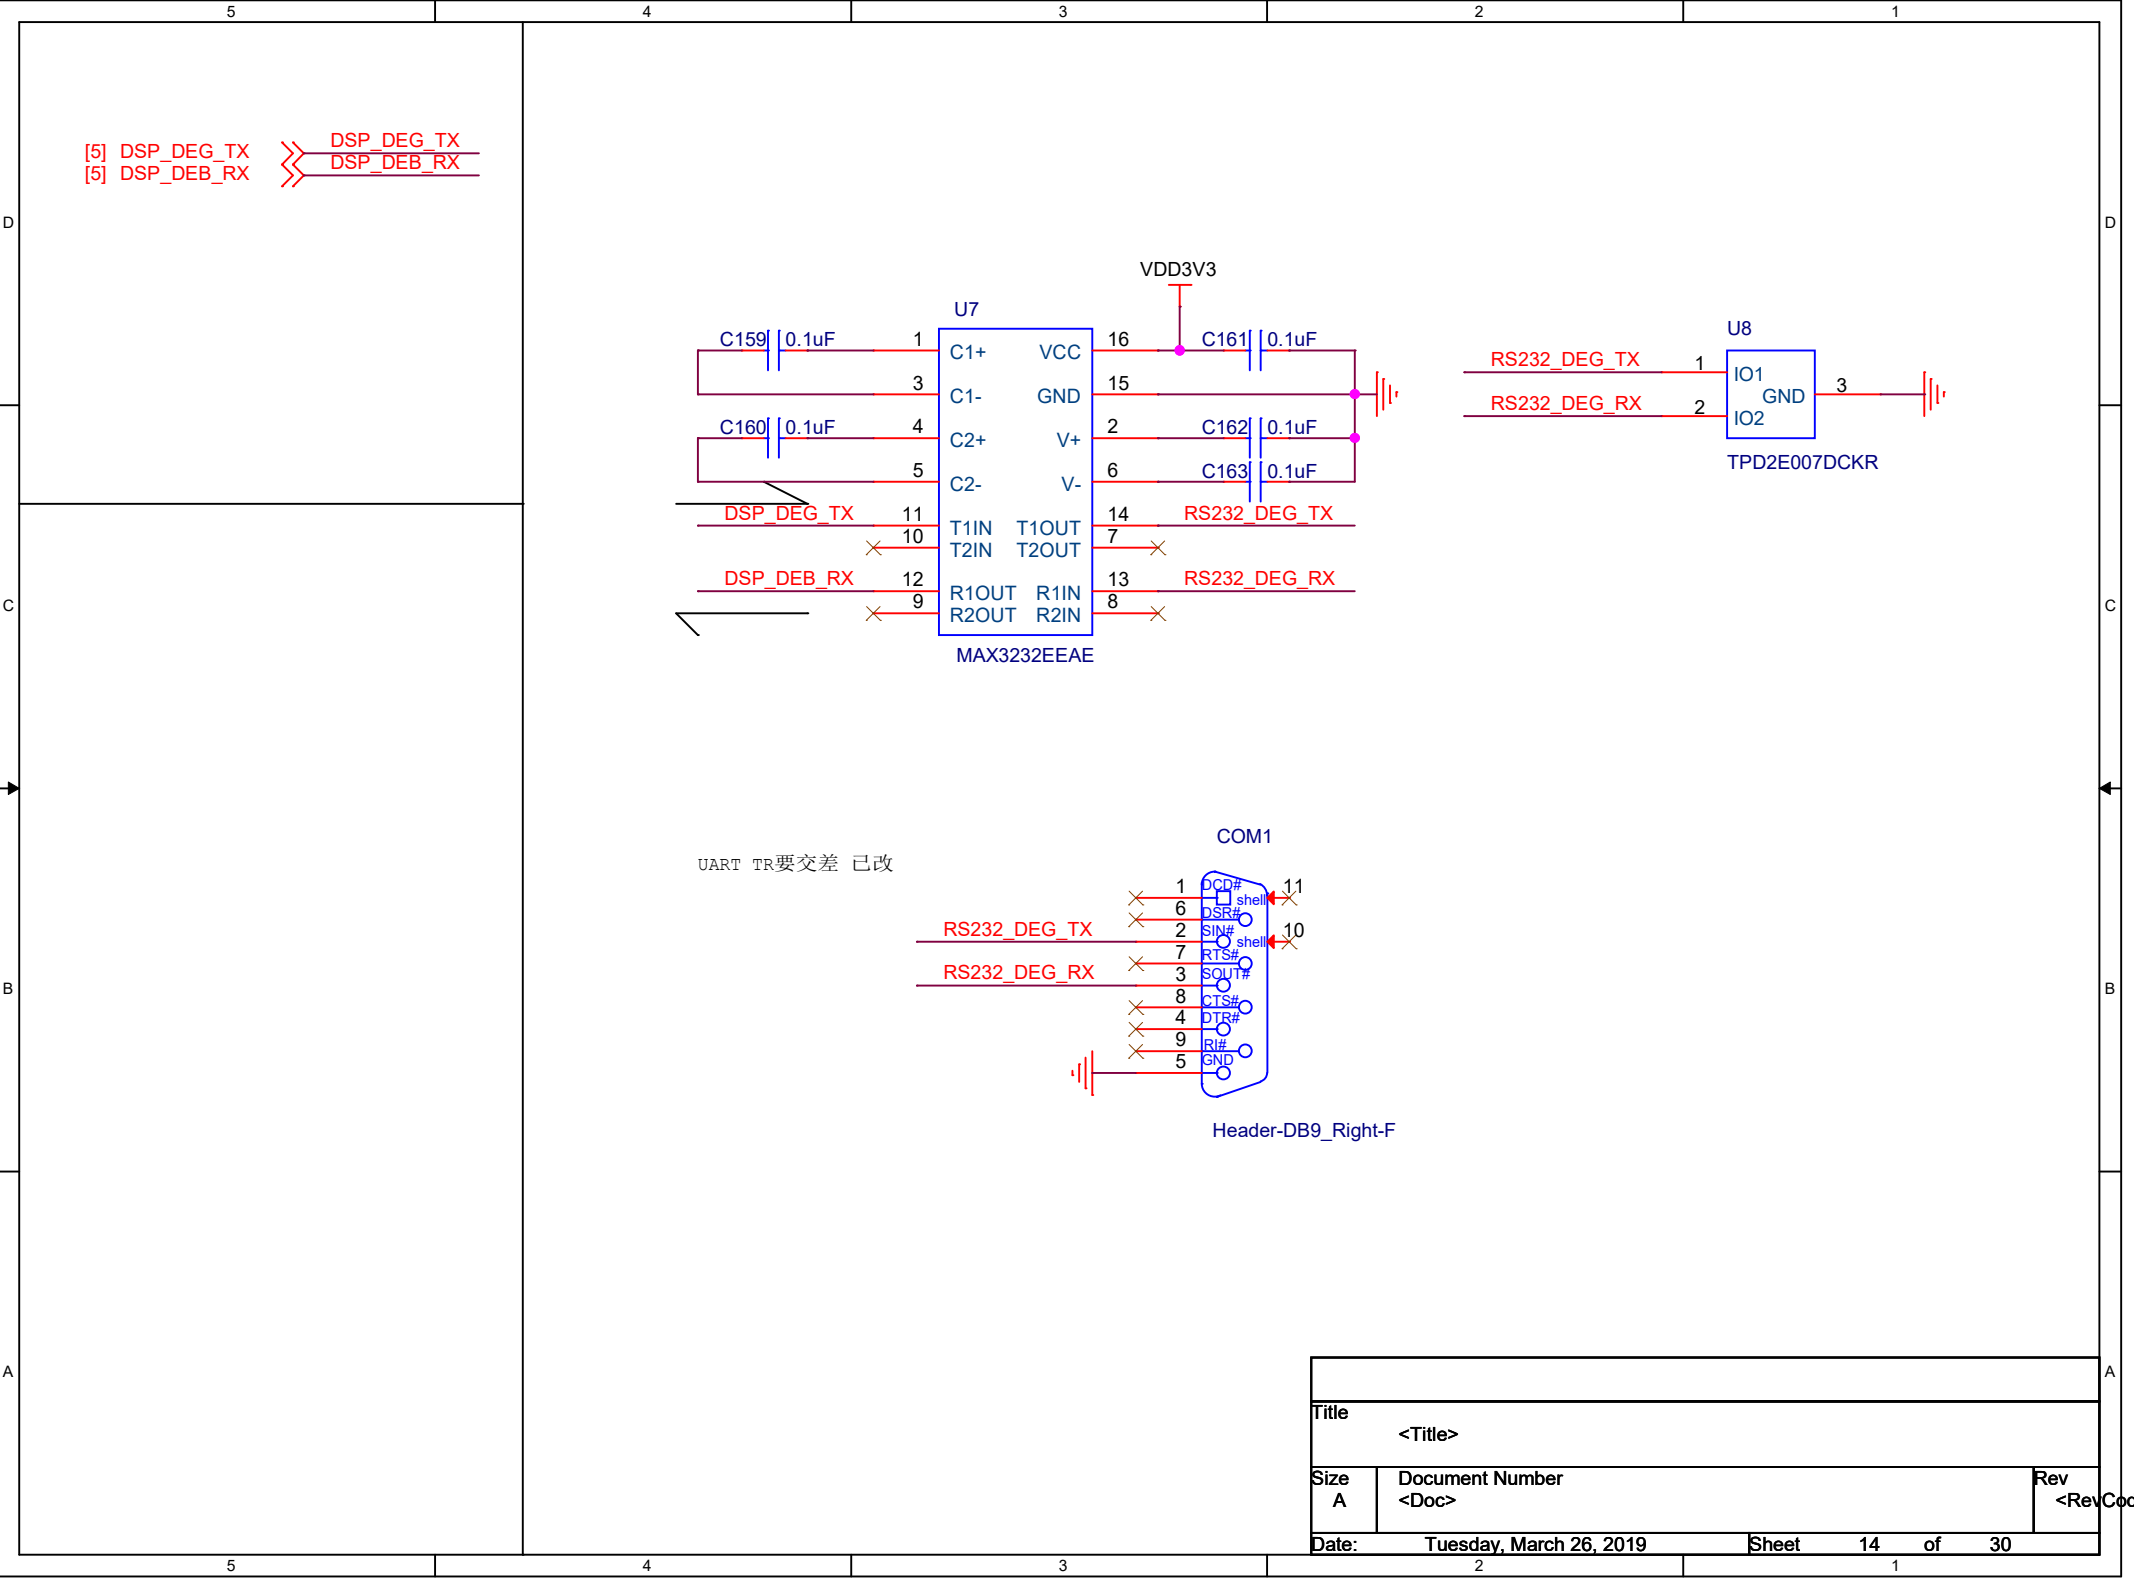 5 4 3 2 1
[5] DSP_DEG_TX DSP_DEG_TX
[5] DSP_DEB_RX DSP_DEB_RX
D D
VDD3V3
U7
C159 0.1uF 1 C1+ VCC 16 C161 0.1uF
3 C1- GND 15
C160 0.1uF 4 C2+ V+ 2 C162 0.1uF
5 C2- V- 6 C163 0.1uF
DSP_DEG_TX 11 T1IN T1OUT 14 RS232_DEG_TX
10 T2IN T2OUT 7
DSP_DEB_RX 12 R1OUT R1IN 13 RS232_DEG_RX
9 R2OUT R2IN 8
MAX3232EEAE
U8
RS232_DEG_TX 1 IO1
GND 3
RS232_DEG_RX 2 IO2
TPD2E007DCKR
C C
COM1
UART TR要交差 已改
1 DCD# shell 11
6 DSR#
RS232_DEG_TX 2 SIN# shell 10
7 RTS#
RS232_DEG_RX 3 SOUT#
8 CTS#
4 DTR#
9 RI#
5 GND
Header-DB9_Right-F
B B
A A
Title
<Title>
Size Document Number Rev
A <Doc> <RevCod
Date: Tuesday, March 26, 2019 Sheet 14 of 30
5 4 3 2 1